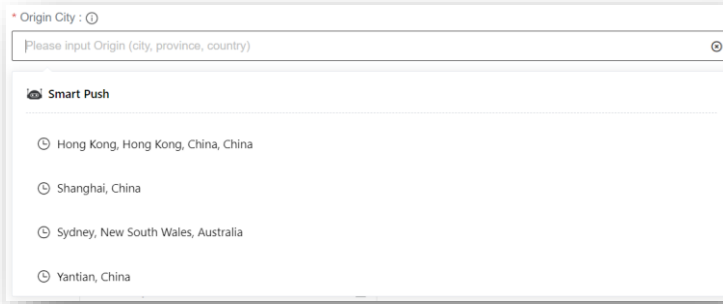 * Origin City :
Please input Origin (city, province, country)
Smart Push
Hong Kong, Hong Kong, China, China
Shanghai, China
Sydney, New South Wales, Australia
Yantian, China